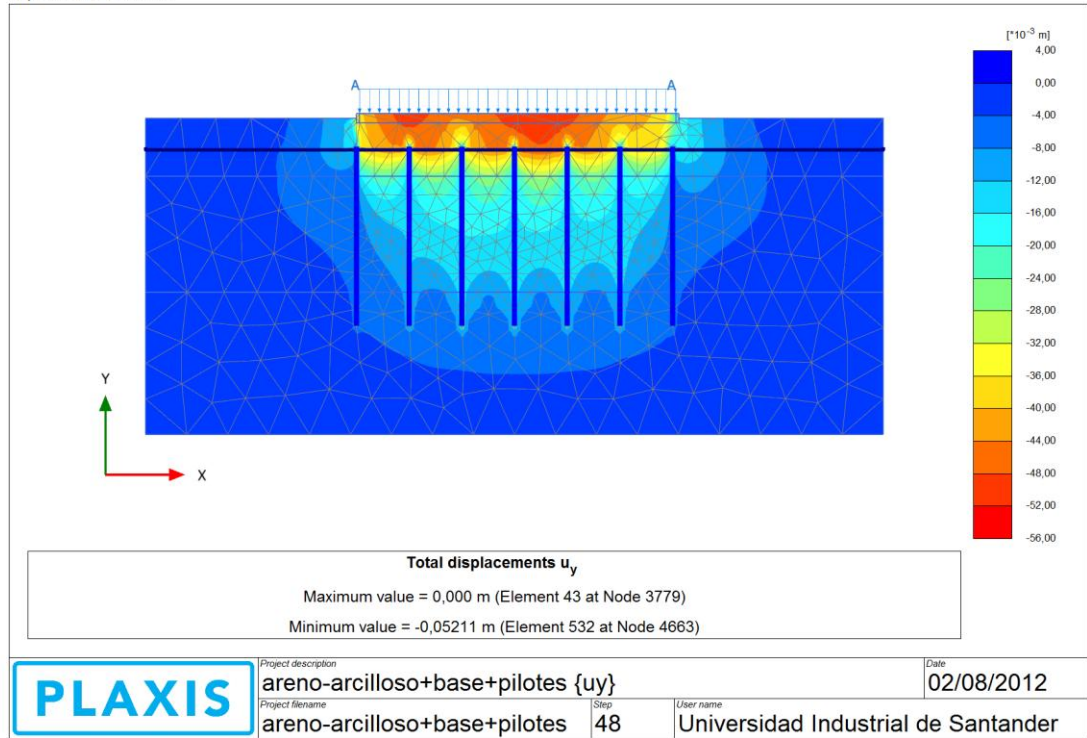 [*10⁻³ m]
4,00
0,00
-4,00
-8,00
-12,00
-16,00
-20,00
-24,00
-28,00
-32,00
-36,00
-40,00
-44,00
-48,00
-52,00
-56,00
A A
Y
X
Total displacements uy
Maximum value = 0,000 m (Element 43 at Node 3779)
Minimum value = -0,05211 m (Element 532 at Node 4663)
PLAXIS
Project description
areno-arcilloso+base+pilotes {uy}
Date
02/08/2012
Project filename
areno-arcilloso+base+pilotes
Step
48
User name
Universidad Industrial de Santander